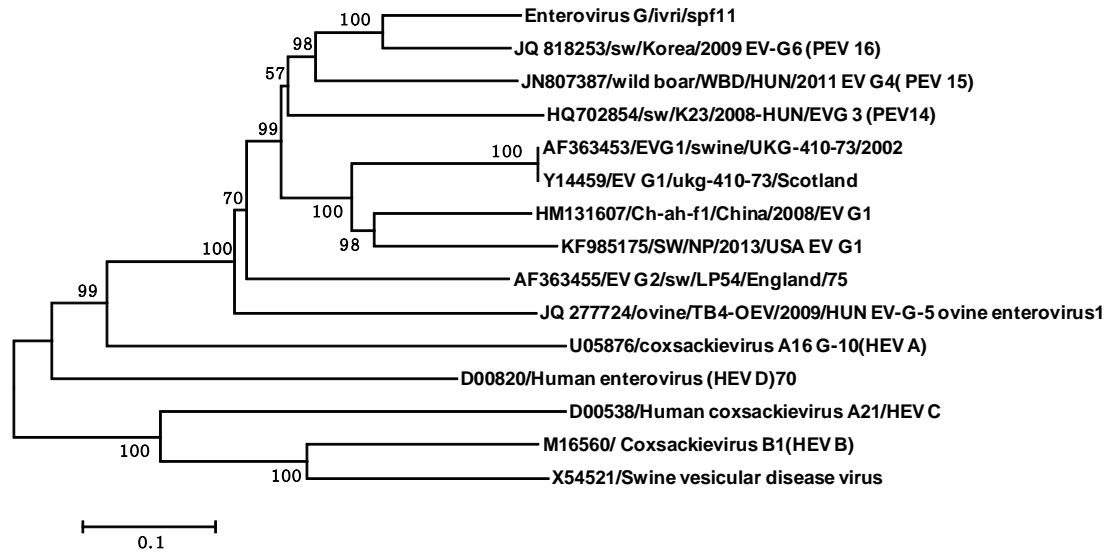 Enterovirus G/ivri/spf11
JQ 818253/sw/Korea/2009 EV-G6 (PEV 16)
JN807387/wild boar/WBD/HUN/2011 EV G4( PEV 15)
HQ702854/sw/K23/2008-HUN/EVG 3 (PEV14)
AF363453/EVG1/swine/UKG-410-73/2002
Y14459/EV G1/ukg-410-73/Scotland
HM131607/Ch-ah-f1/China/2008/EV G1
KF985175/SW/NP/2013/USA EV G1
AF363455/EV G2/sw/LP54/England/75
JQ 277724/ovine/TB4-OEV/2009/HUN EV-G-5 ovine enterovirus1
U05876/coxsackievirus A16 G-10(HEV A)
D00820/Human enterovirus (HEV D)70
D00538/Human coxsackievirus A21/HEV C
M16560/ Coxsackievirus B1(HEV B)
X54521/Swine vesicular disease virus
100
98
57
99
100
100
98
70
100
99
100
100
0.1